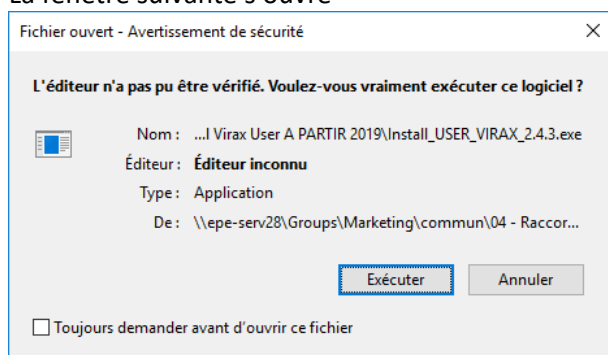 La fenêtre suivante s'ouvre
Fichier ouvert - Avertissement de sécurité
L'éditeur n'a pas pu être vérifié. Voulez-vous vraiment exécuter ce logiciel ?
Nom : ...l Virax User A PARTIR 2019\Install_USER_VIRAX_2.4.3.exe
Éditeur : Éditeur inconnu
Type : Application
De : \\epe-serv28\Groups\Marketing\commun\04 - Raccor...
Exécuter Annuler
Toujours demander avant d'ouvrir ce fichier